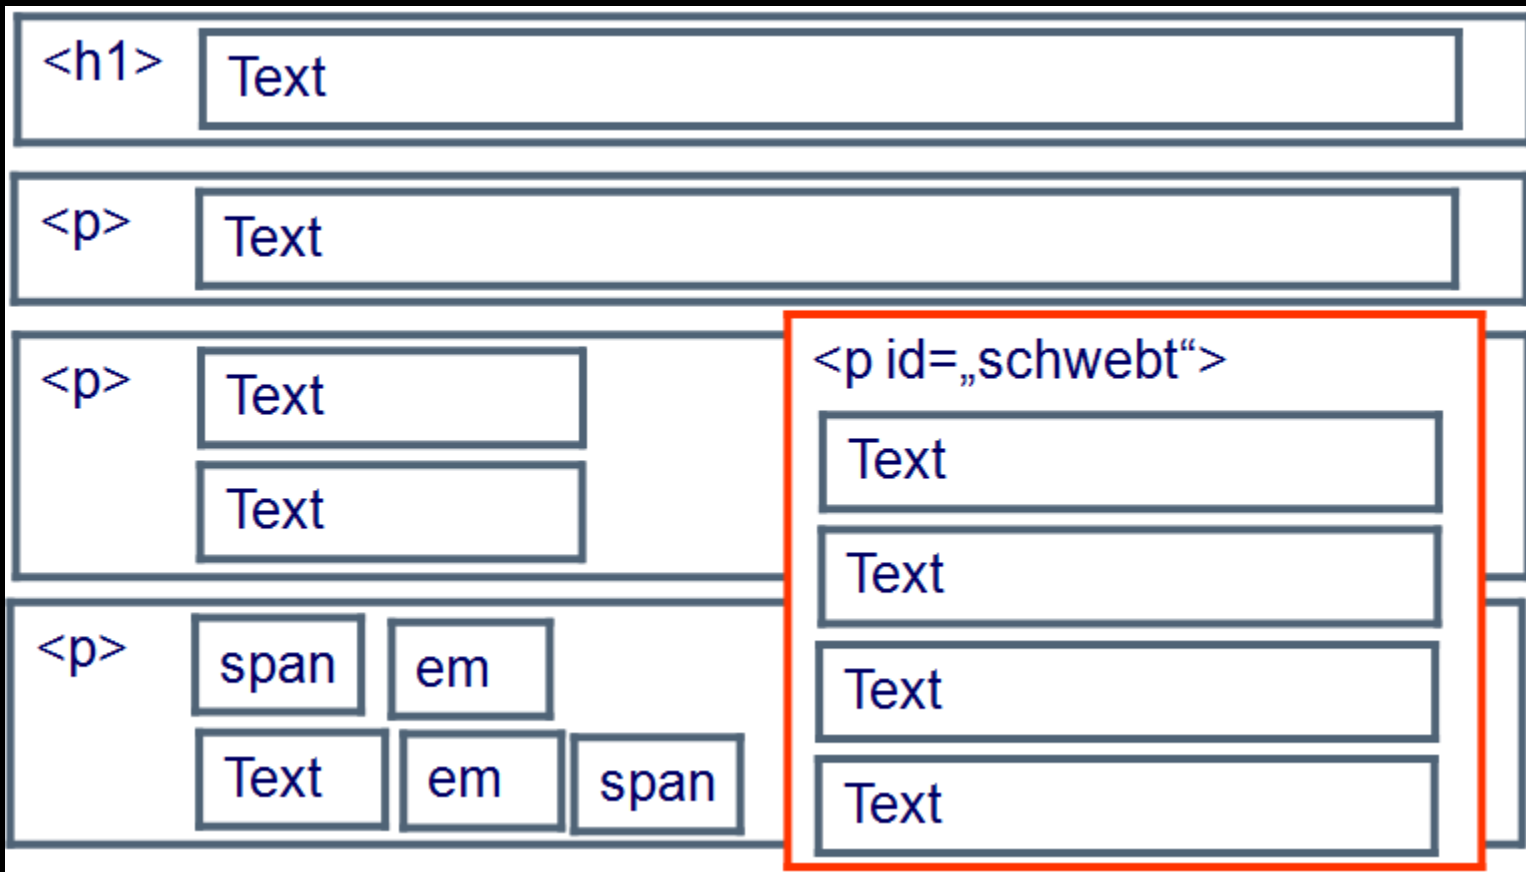 <h1>
Text
<p>
Text
<p>
Text
Text
<p id=„schwebt“>
Text
Text
Text
Text
<p>
span em
Text em span